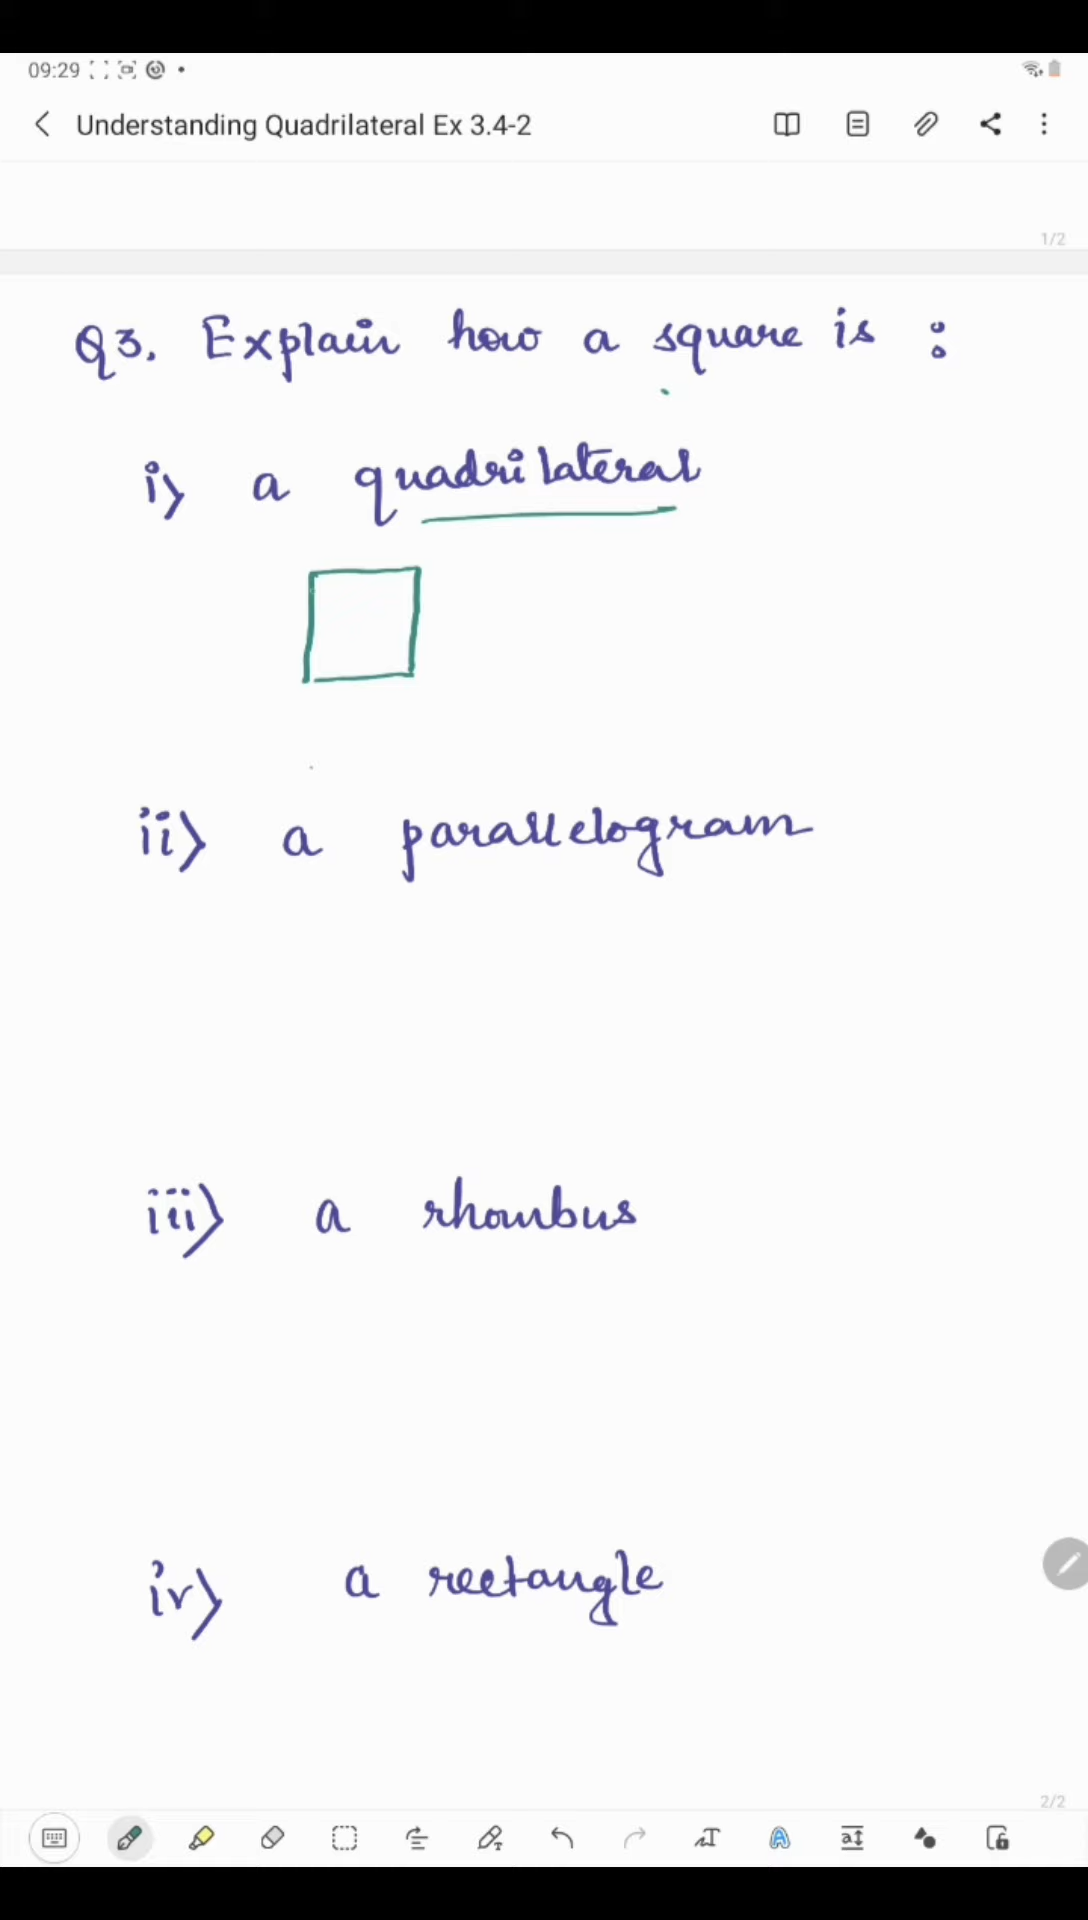 09:29
Understanding Quadrilateral Ex 3.4-2
1/2
Q3. Explain how a square is :
i) a quadrilateral
ii) a parallelogram
iii) a rhombus
iv) a rectangle
2/2